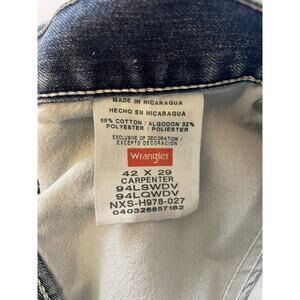 MADE IN NICARAGUA
HECHO EN NICARAGUA
68% COTTON / ALGODON 32%
POLYESTER / POLIESTER
EXCLUSIVE OF DECORATION /
EXCEPTO DECORACION
Wrangler
42 X 29
CARPENTER
94LSWDV
94LQWDV
NXS-H978-027
040326857162